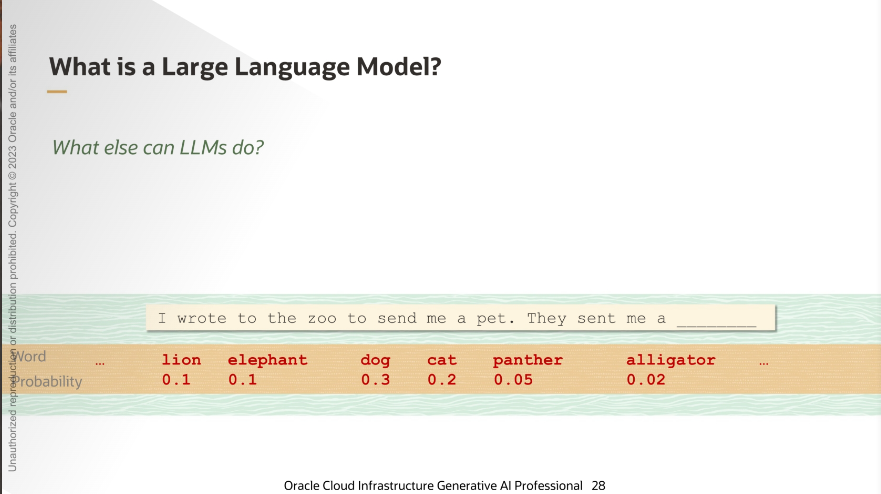 What is a Large Language Model?
What else can LLMs do?
I wrote to the zoo to send me a pet. They sent me a ________
Word … lion elephant dog cat panther alligator …
Probability 0.1 0.1 0.3 0.2 0.05 0.02
Oracle Cloud Infrastructure Generative AI Professional 28
Unauthorized reproduction or distribution prohibited. Copyright © 2023 Oracle and/or its affiliates